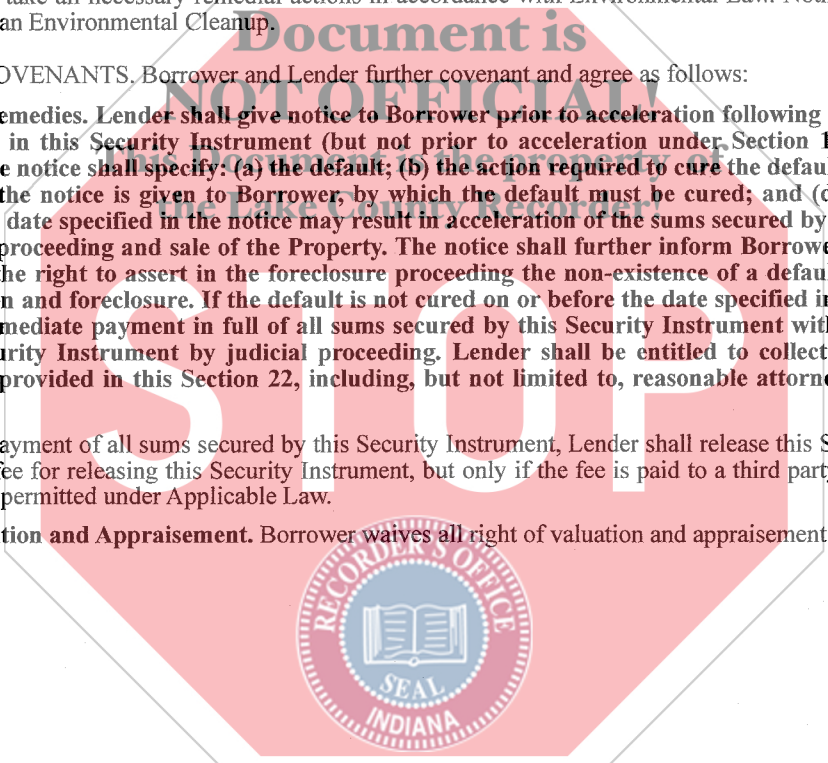 take all necessary remedial actions in accordance with Environmental Law.
an Environmental Cleanup.
Document is
OVENANTS. Borrower and Lender further covenant and agree as follows:
NOT OFFICIAL!
emedies. Lender shall give notice to Borrower prior to acceleration following
in this Security Instrument (but not prior to acceleration under Section 1
This Document is the property of
e notice shall specify: (a) the default; (b) the action required to cure the defau
the notice is given to Borrower, by which the default must be cured; and (c
the Lake County Recorder!
date specified in the notice may result in acceleration of the sums secured by
proceeding and sale of the Property. The notice shall further inform Borrowe
he right to assert in the foreclosure proceeding the non-existence of a defau
n and foreclosure. If the default is not cured on or before the date specified in
mediate payment in full of all sums secured by this Security Instrument wit
urity Instrument by judicial proceeding. Lender shall be entitled to collect
provided in this Section 22, including, but not limited to, reasonable attorne
STOP
ayment of all sums secured by this Security Instrument, Lender shall release this S
fee for releasing this Security Instrument, but only if the fee is paid to a third party
permitted under Applicable Law.
tion and Appraisement. Borrower waives all right of valuation and appraisement
RECORDER'S OFFICE
SEAL
INDIANA